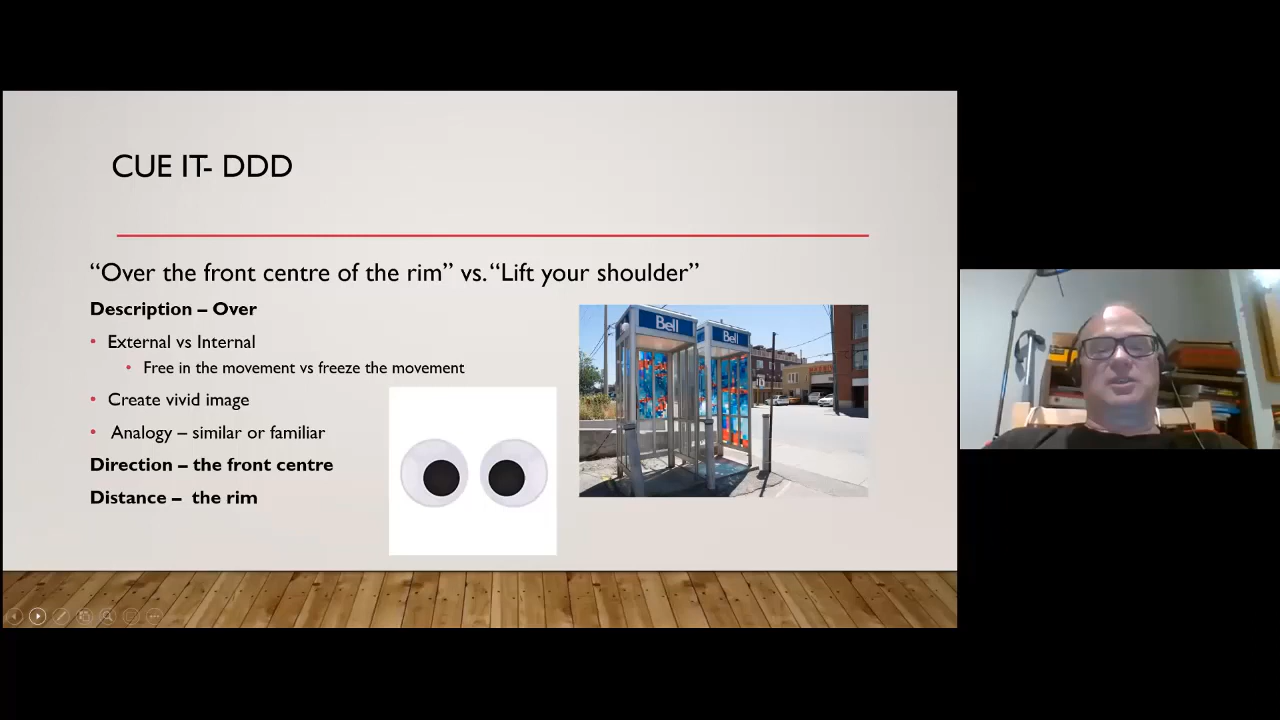 CUE IT- DDD
“Over the front centre of the rim” vs. “Lift your shoulder”
Description – Over
• External vs Internal
• Free in the movement vs freeze the movement
• Create vivid image
• Analogy – similar or familiar
Direction – the front centre
Distance – the rim
Bell
Bell